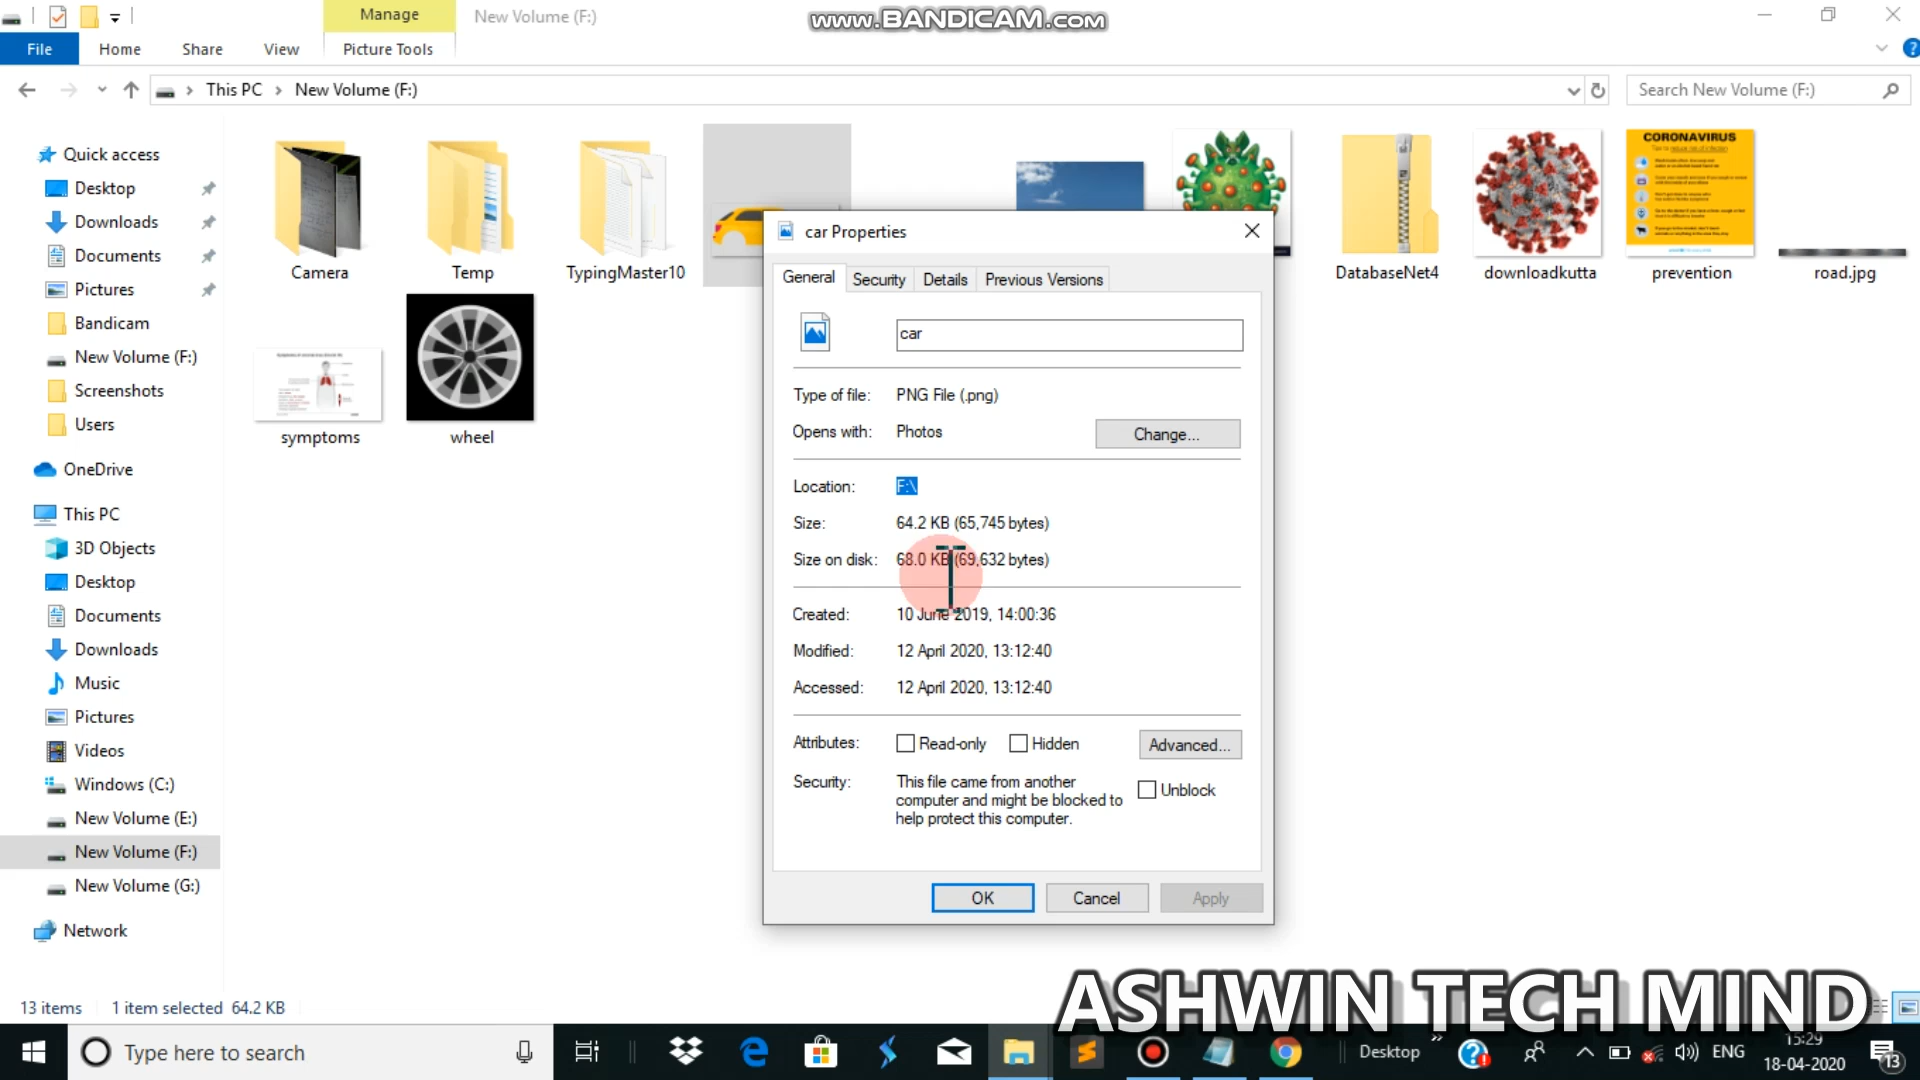 Manage
New Volume (F:)
www.BANDICAM.com
File
Home
Share
View
Picture Tools
This PC
New Volume (F:)
Search New Volume (F:)
Quick access
Desktop
Downloads
Documents
Pictures
Bandicam
New Volume (F:)
Screenshots
Users
OneDrive
This PC
3D Objects
Desktop
Documents
Downloads
Music
Pictures
Videos
Windows (C:)
New Volume (E:)
New Volume (F:)
New Volume (G:)
Network
Camera
Temp
TypingMaster10
DatabaseNet4
downloadkutta
CORONAVIRUS
prevention
road.jpg
symptoms
wheel
car Properties
General
Security
Details
Previous Versions
car
Type of file: PNG File (.png)
Opens with: Photos
Change...
Location: F:\
Size: 64.2 KB (65,745 bytes)
Size on disk: 68.0 KB (69,632 bytes)
Created: 10 June 2019, 14:00:36
Modified: 12 April 2020, 13:12:40
Accessed: 12 April 2020, 13:12:40
Attributes: Read-only Hidden
Advanced...
Security: This file came from another
computer and might be blocked to
help protect this computer.
Unblock
OK
Cancel
Apply
13 items
1 item selected 64.2 KB
ASHWIN TECH MIND
Type here to search
Desktop
ENG
15:29
18-04-2020
13